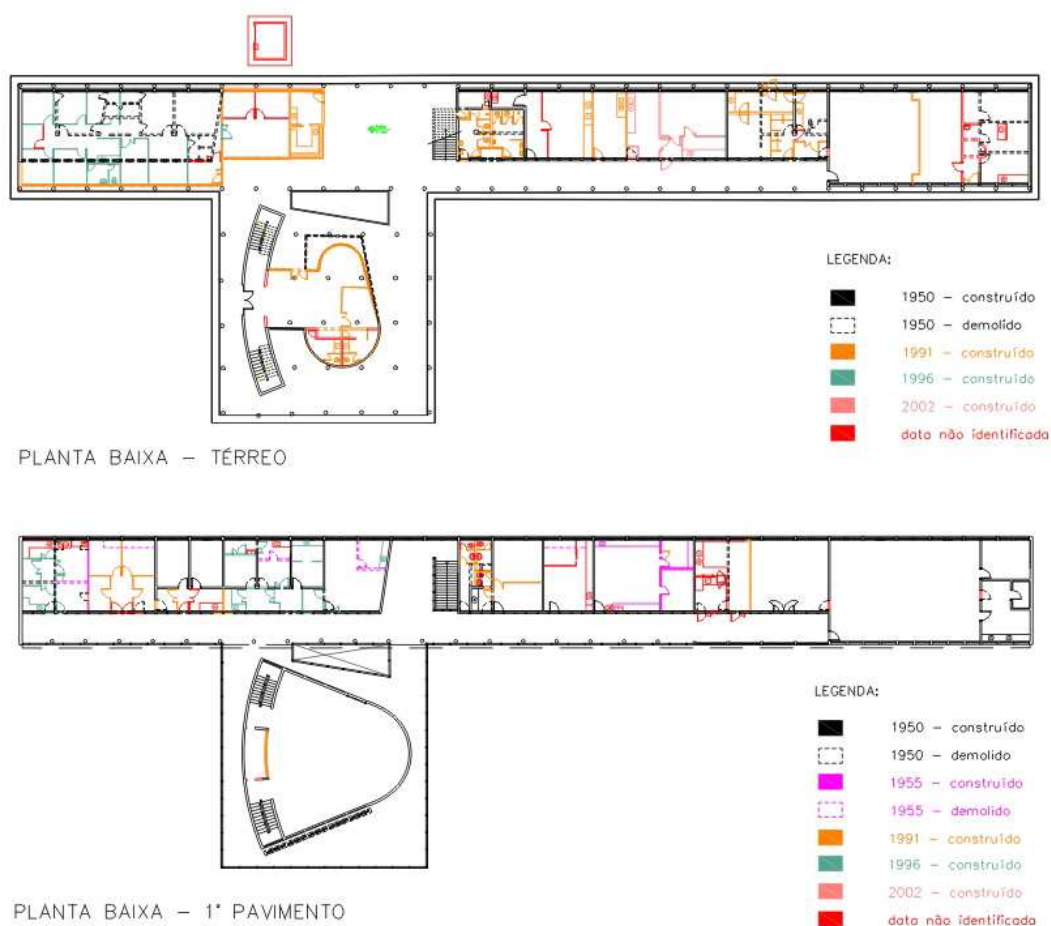 LEGENDA:
1950 – construído
1950 – demolido
1991 – construído
1996 – construído
2002 – construído
data não identificada
PLANTA BAIXA – TÉRREO
LEGENDA:
1950 – construído
1950 – demolido
1955 – construído
1955 – demolido
1991 – construído
1996 – construído
2002 – construído
data não identificada
PLANTA BAIXA – 1° PAVIMENTO